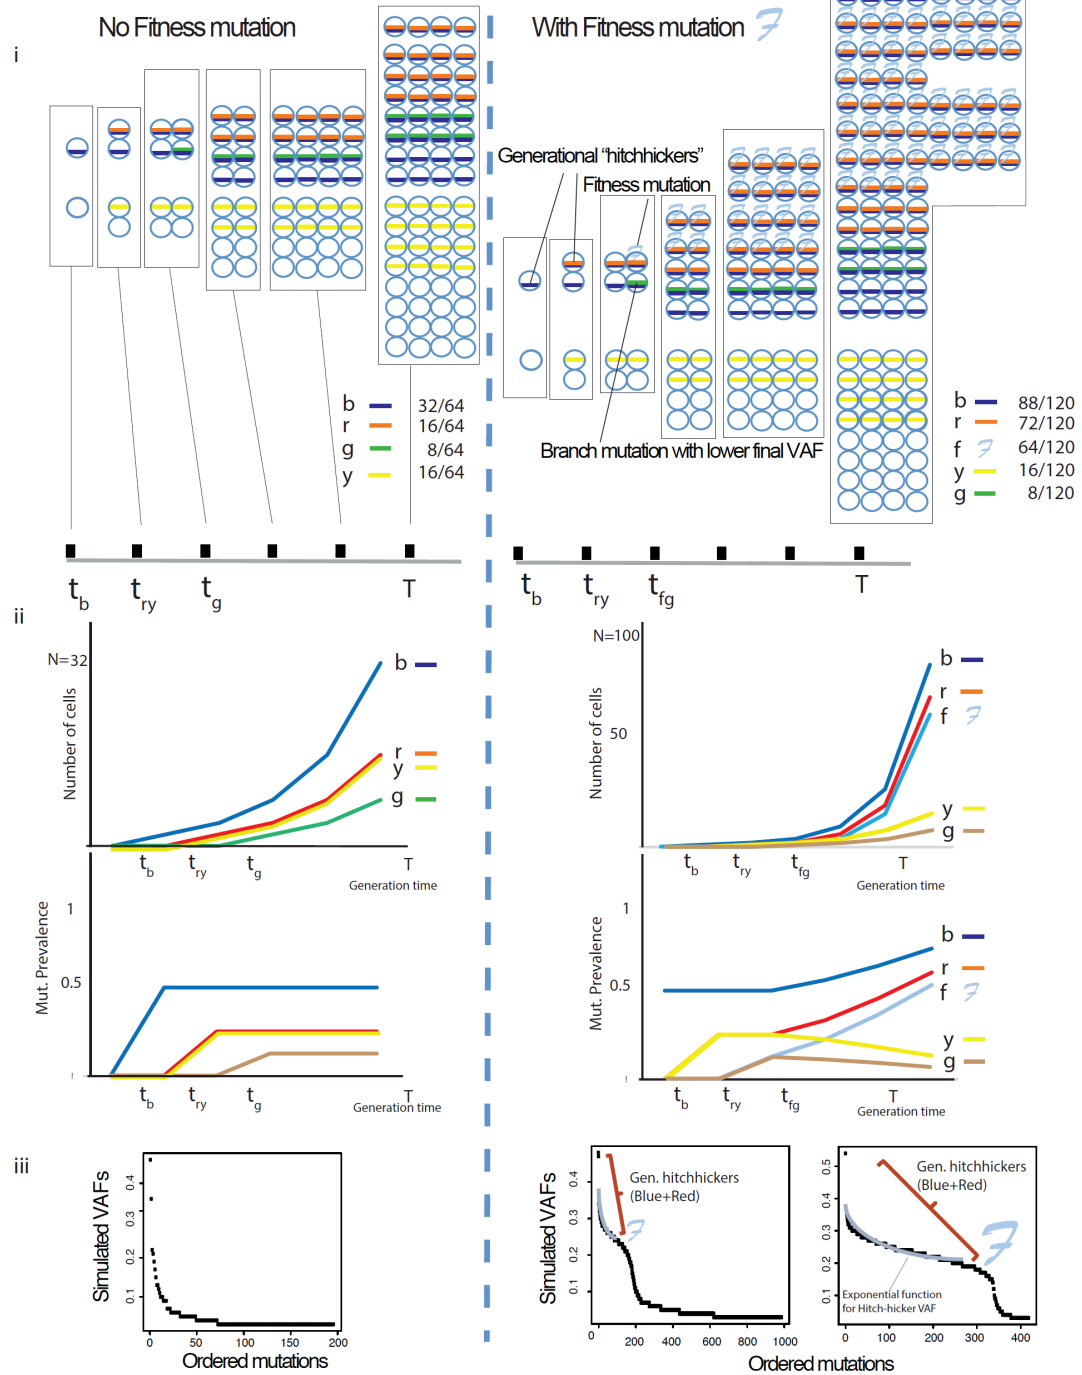 No Fitness mutation
With Fitness mutation F
i
Generational “hitchhickers”
Fitness mutation
Branch mutation with lower final VAF
b 32/64
r 16/64
g 8/64
y 16/64
b 88/120
r 72/120
f F 64/120
y 16/120
g 8/120
tb try tg T
tb try tfg T
ii
N=32
Number of cells
b
r
y
g
tb try tg T
Generation time
N=100
50
Number of cells
b
r
f F
y
g
tb try tfg T
Generation time
1
0.5
Mut. Prevalence
tb try tg T
Generation time
1
0.5
Mut. Prevalence
b
r
f F
y
g
tb try tfg T
Generation time
iii
Simulated VAFs
0.4
0.3
0.2
0.1
0 50 100 150 200
Ordered mutations
Simulated VAFs
0.4
0.3
0.2
0.1
0 200 400 600 800 1000
Gen. hitchhickers
(Blue+Red)
F
0.5
0.4
0.3
0.2
0.1
0 100 200 300 400
Gen. hitchhickers
(Blue+Red)
F
Exponential function
for Hitch-hicker VAF
Ordered mutations